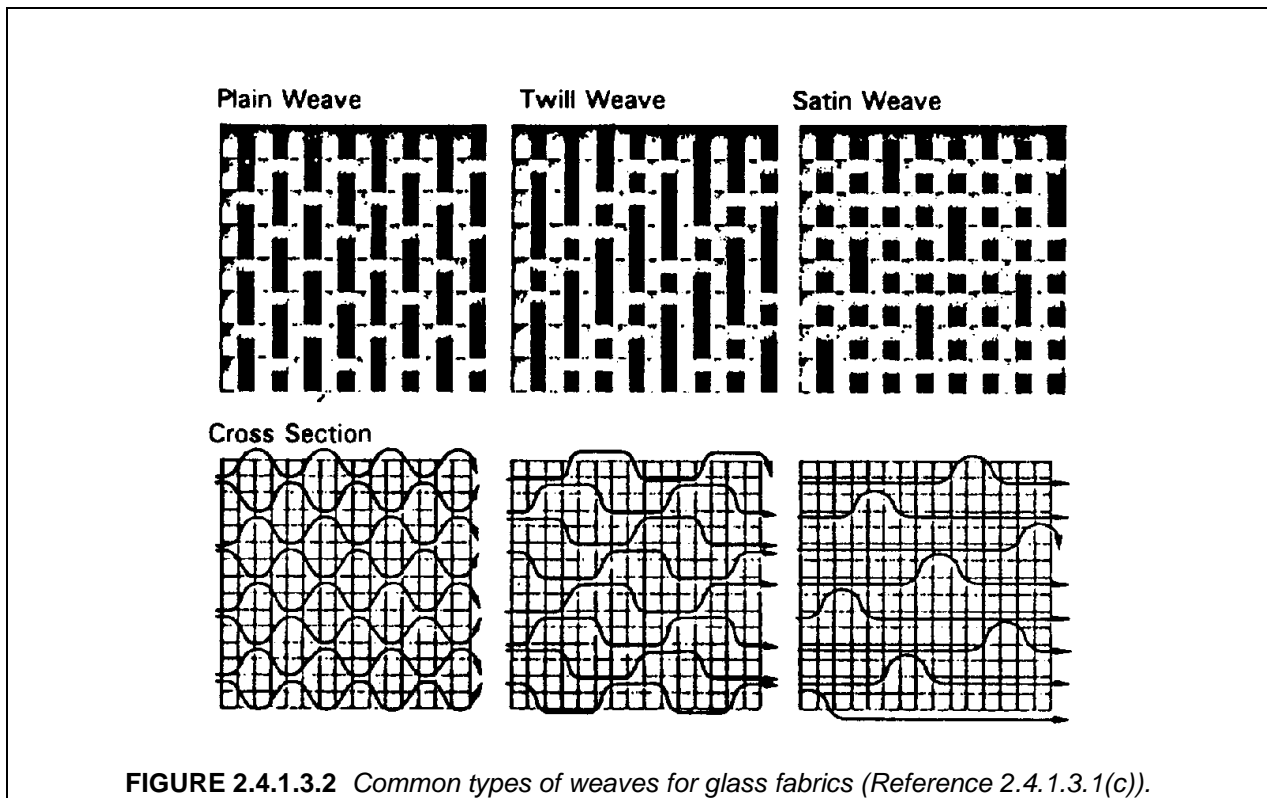 Plain Weave
Twill Weave
Satin Weave
Cross Section
FIGURE 2.4.1.3.2 Common types of weaves for glass fabrics (Reference 2.4.1.3.1(c)).